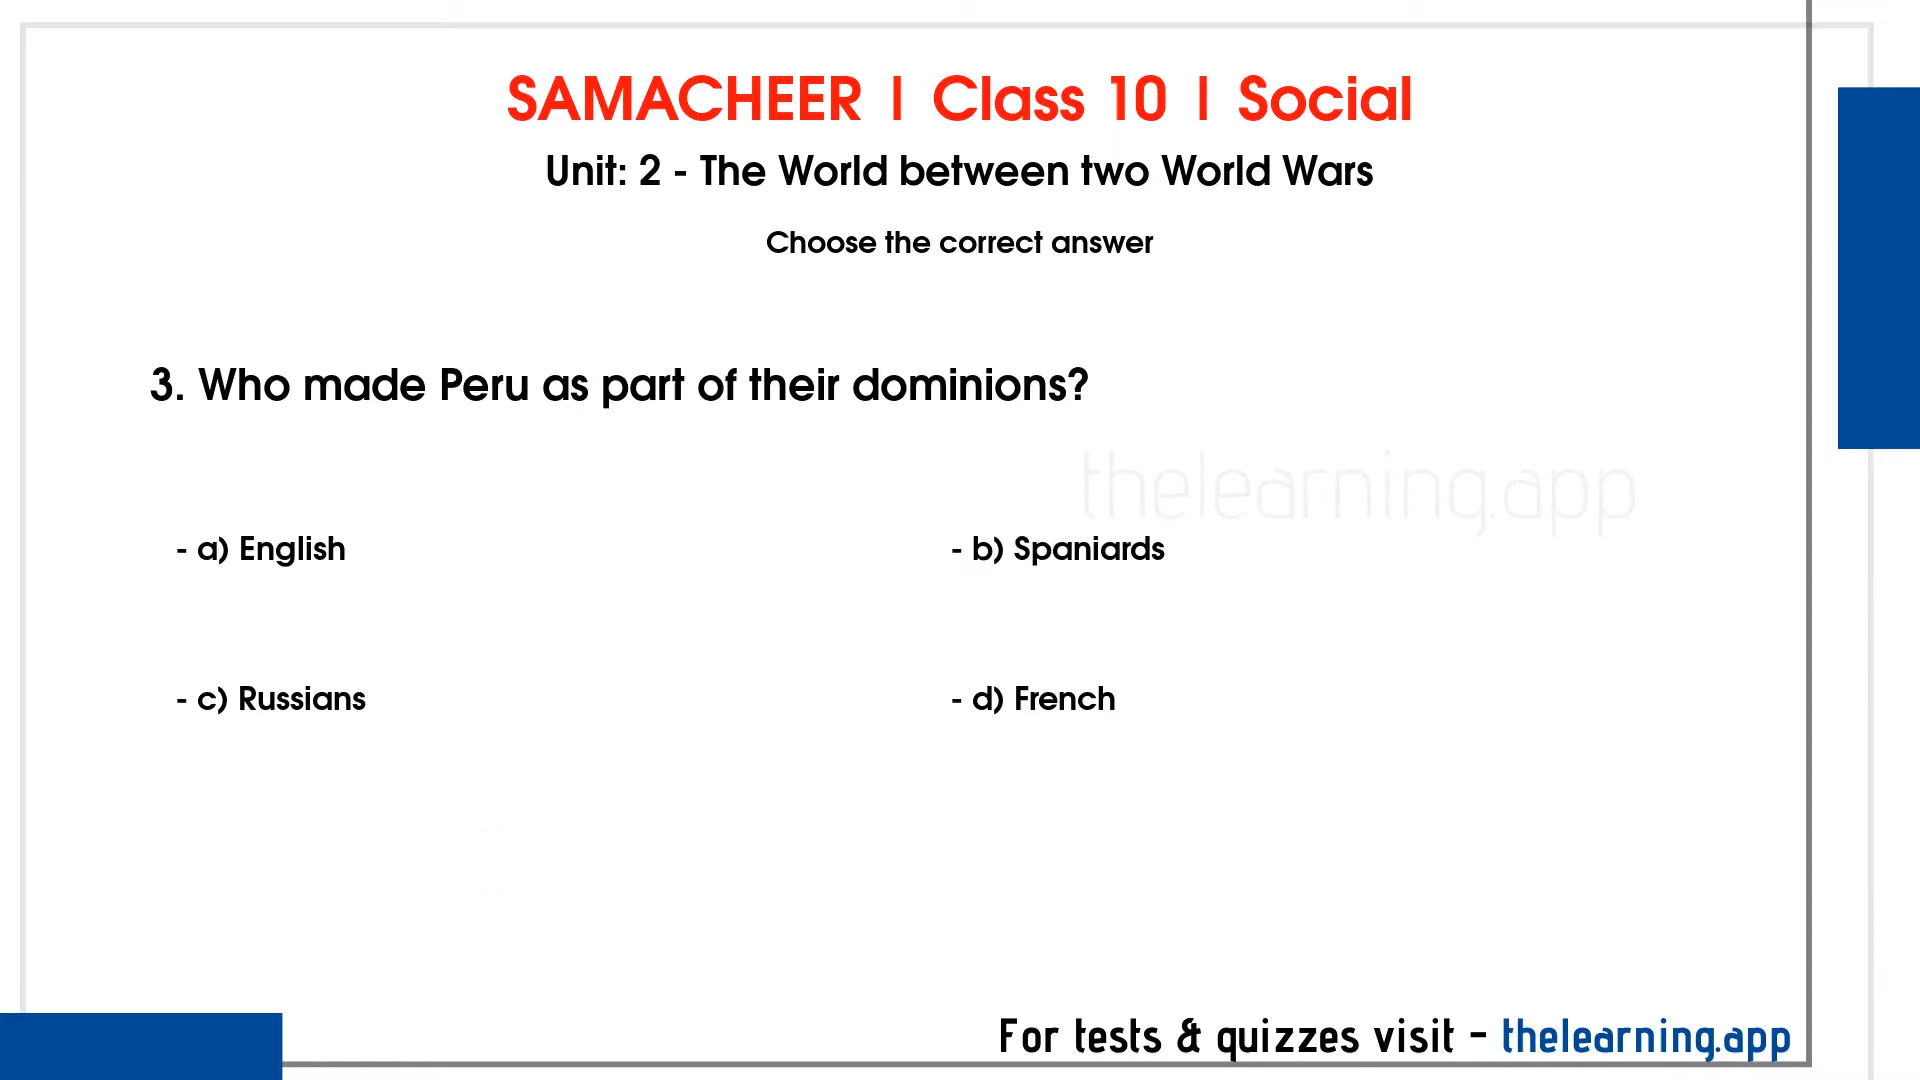 SAMACHEER | Class 10 | Social
Unit: 2 - The World between two World Wars
Choose the correct answer
3. Who made Peru as part of their dominions?
thelearning.app
- a) English
- b) Spaniards
- c) Russians
- d) French
For tests & quizzes visit - thelearning.app